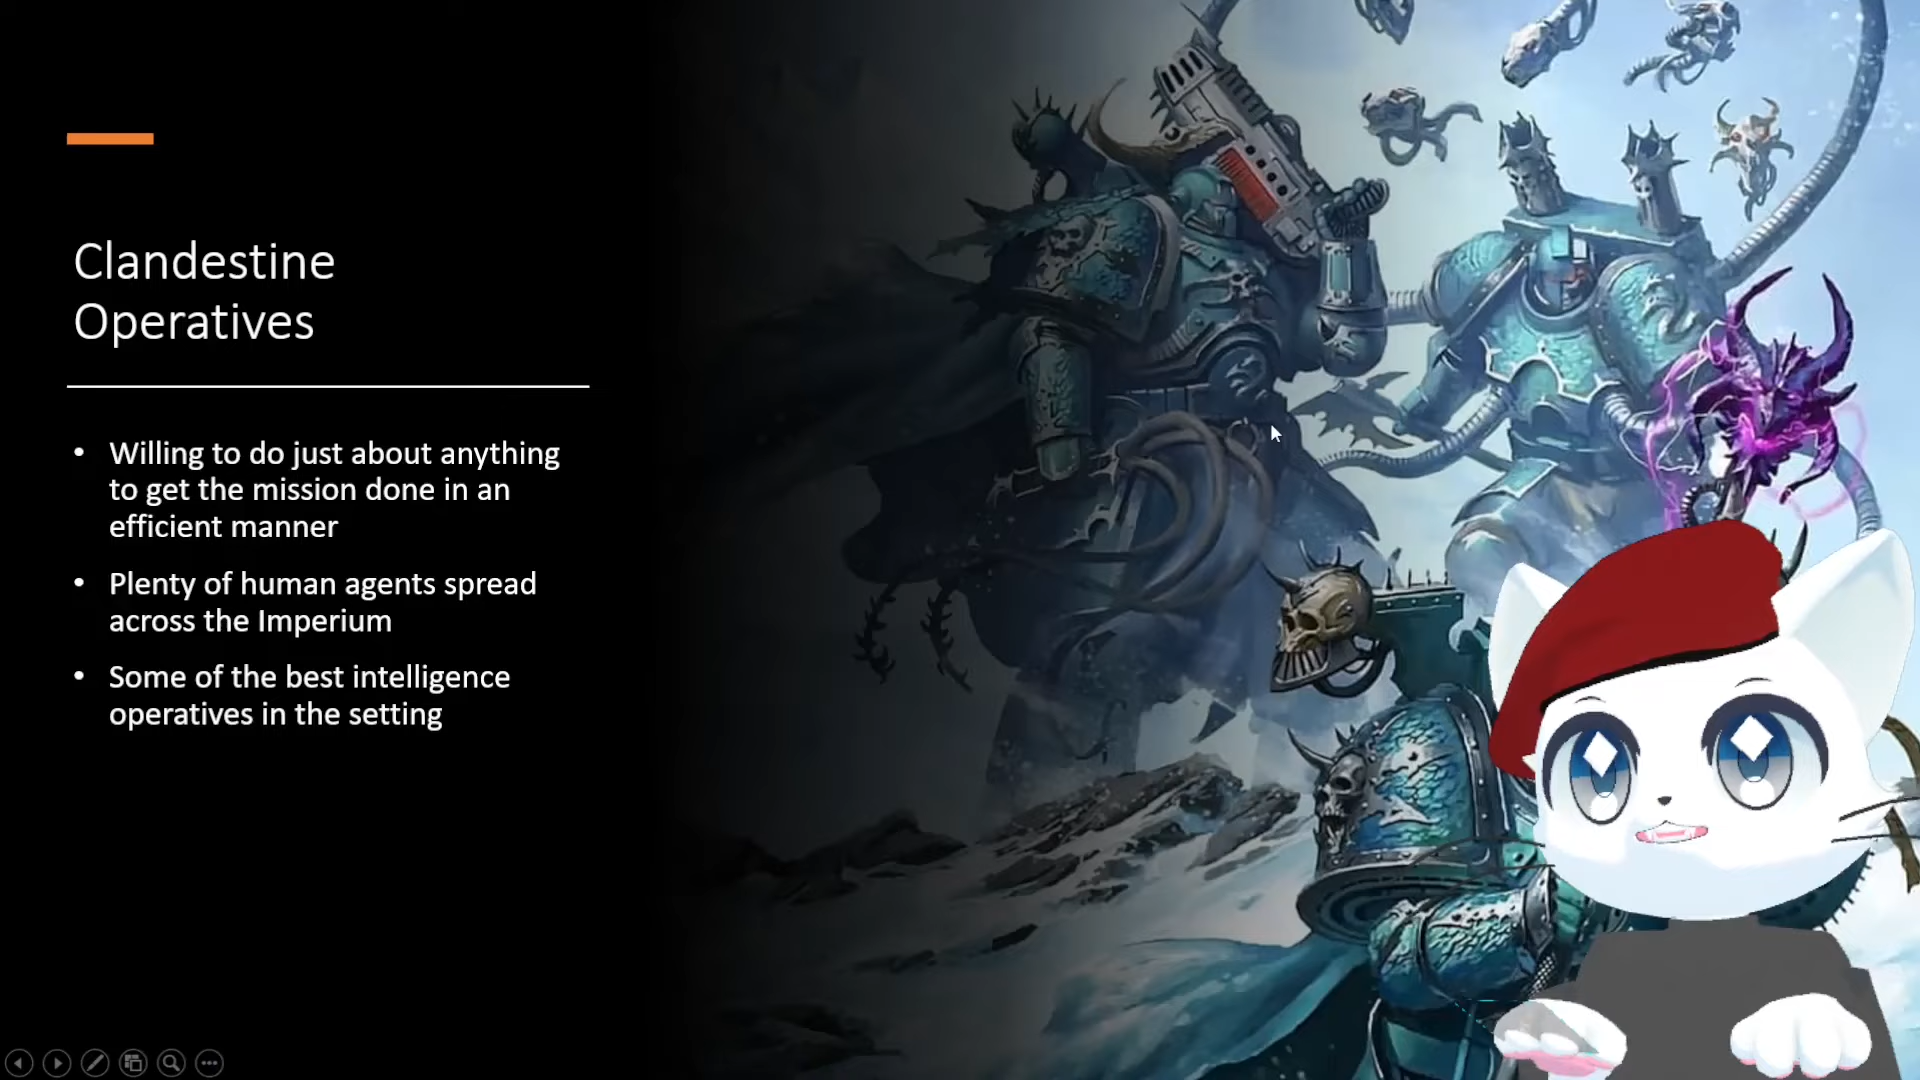 Clandestine
Operatives
• Willing to do just about anything
to get the mission done in an
efficient manner
• Plenty of human agents spread
across the Imperium
• Some of the best intelligence
operatives in the setting